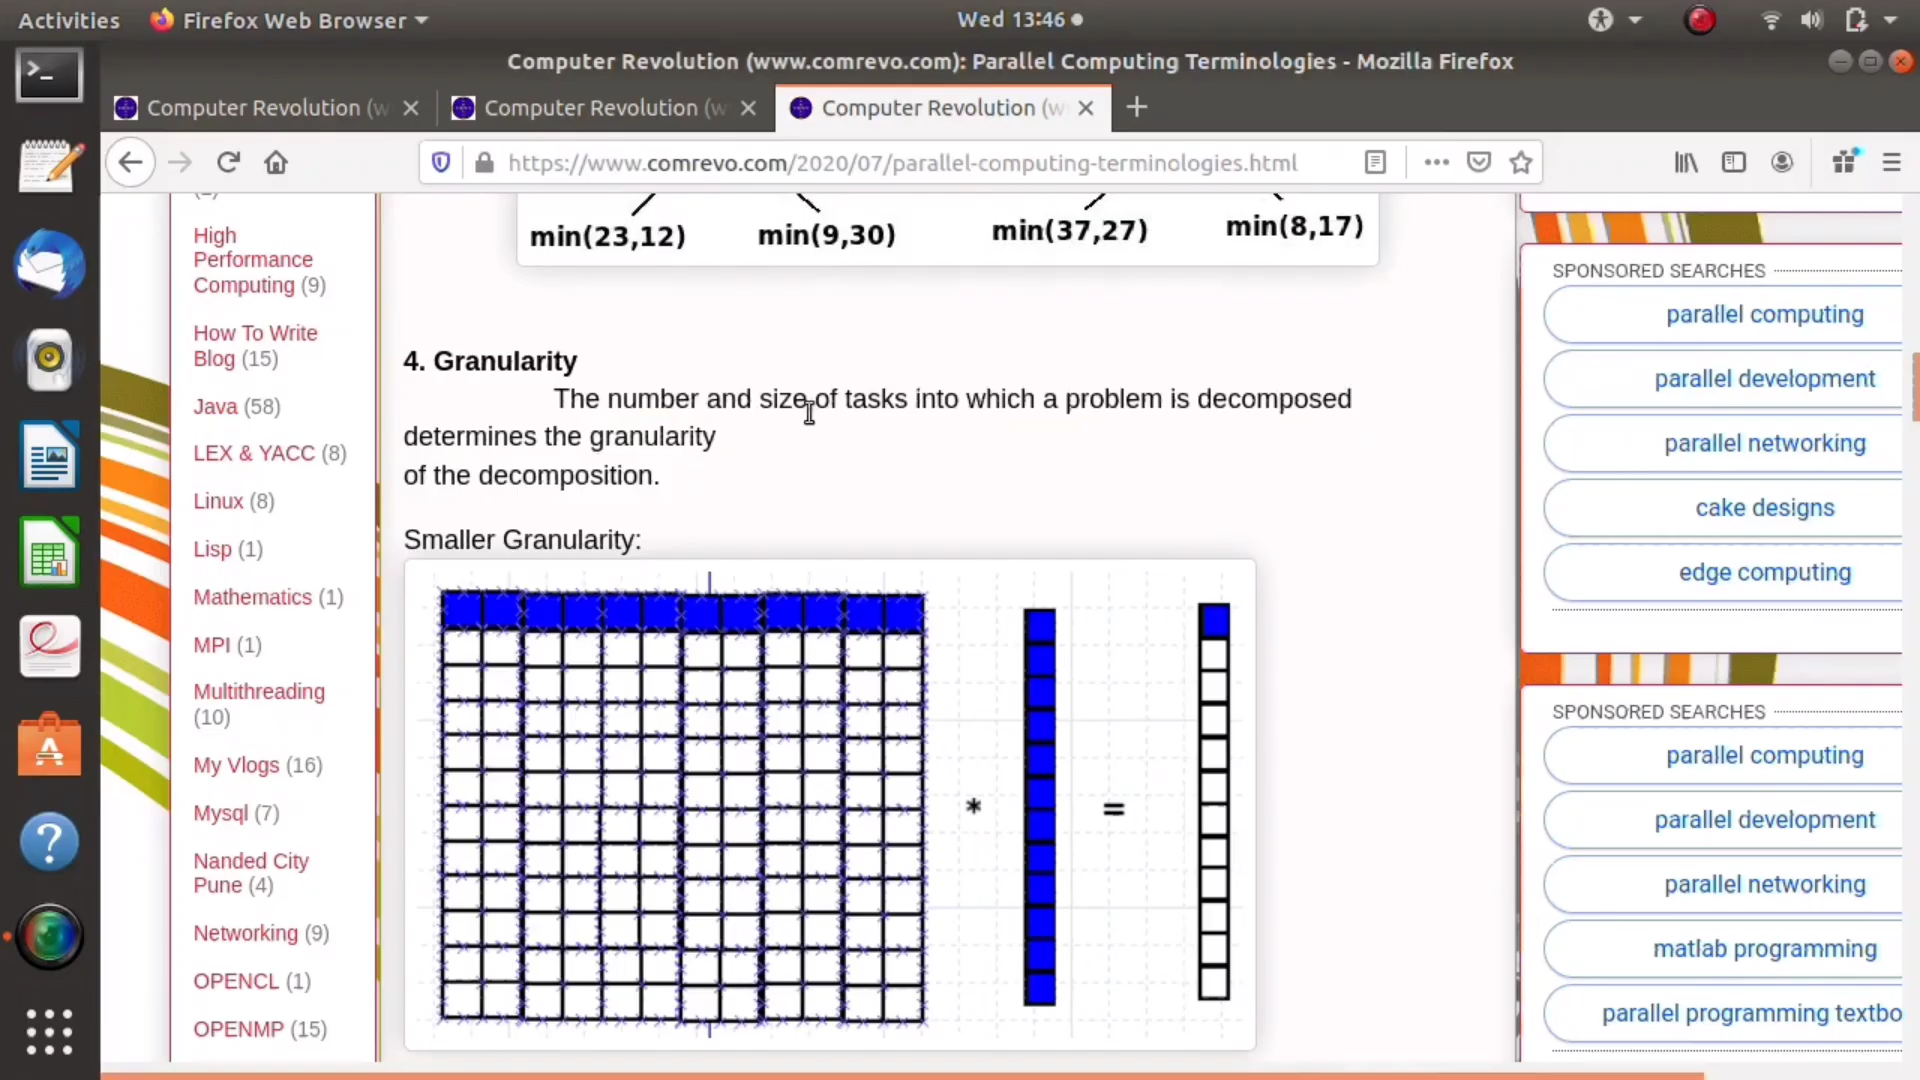 Activities
Firefox Web Browser
Wed 13:46
Computer Revolution (www.comrevo.com): Parallel Computing Terminologies - Mozilla Firefox
Computer Revolution (w
Computer Revolution (w
Computer Revolution (w
https://www.comrevo.com/2020/07/parallel-computing-terminologies.html
High
Performance
Computing (9)
How To Write
Blog (15)
Java (58)
LEX & YACC (8)
Linux (8)
Lisp (1)
Mathematics (1)
MPI (1)
Multithreading
(10)
My Vlogs (16)
Mysql (7)
Nanded City
Pune (4)
Networking (9)
OPENCL (1)
OPENMP (15)
min(23,12)
min(9,30)
min(37,27)
min(8,17)
4. Granularity
The number and size of tasks into which a problem is decomposed
determines the granularity
of the decomposition.
Smaller Granularity:
*
=
SPONSORED SEARCHES
parallel computing
parallel development
parallel networking
cake designs
edge computing
SPONSORED SEARCHES
parallel computing
parallel development
parallel networking
matlab programming
parallel programming textbo